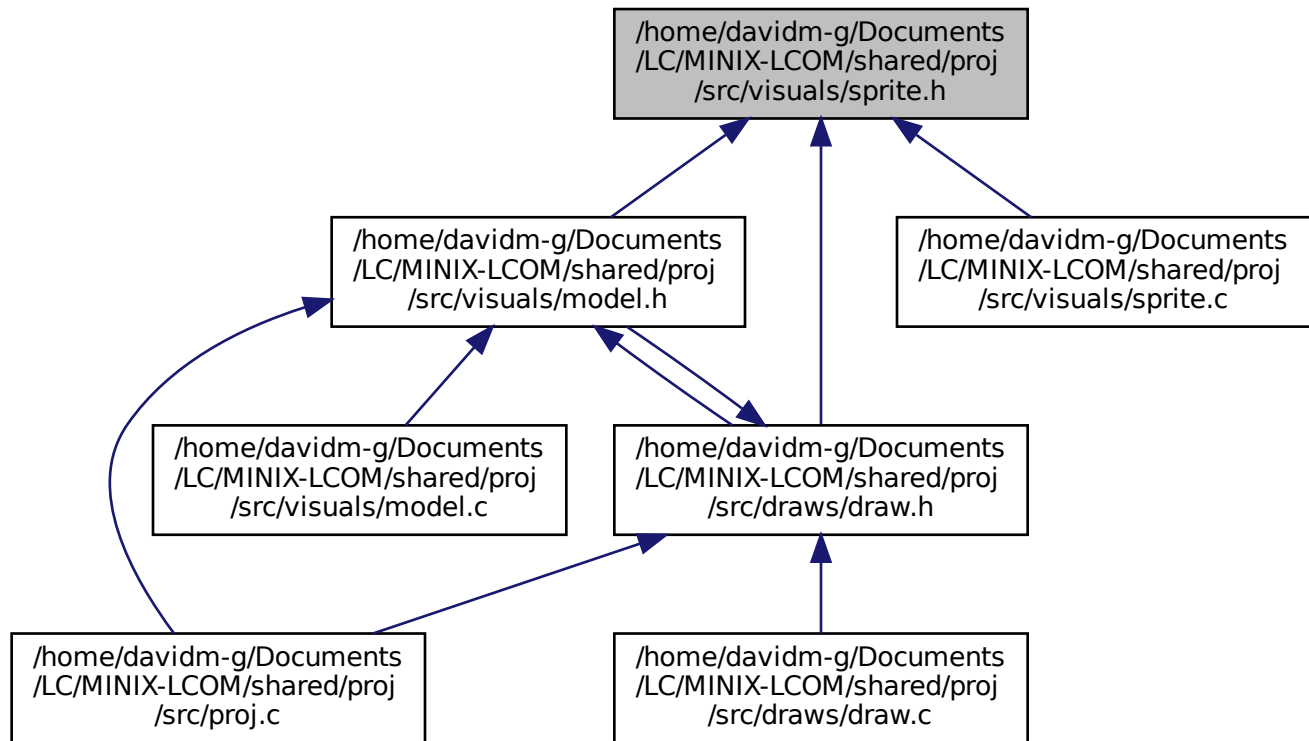 /home/davidm-g/Documents
/LC/MINIX-LCOM/shared/proj
/src/visuals/sprite.h
/home/davidm-g/Documents
/LC/MINIX-LCOM/shared/proj
/src/visuals/model.h
/home/davidm-g/Documents
/LC/MINIX-LCOM/shared/proj
/src/visuals/sprite.c
/home/davidm-g/Documents
/LC/MINIX-LCOM/shared/proj
/src/visuals/model.c
/home/davidm-g/Documents
/LC/MINIX-LCOM/shared/proj
/src/draws/draw.h
/home/davidm-g/Documents
/LC/MINIX-LCOM/shared/proj
/src/proj.c
/home/davidm-g/Documents
/LC/MINIX-LCOM/shared/proj
/src/draws/draw.c